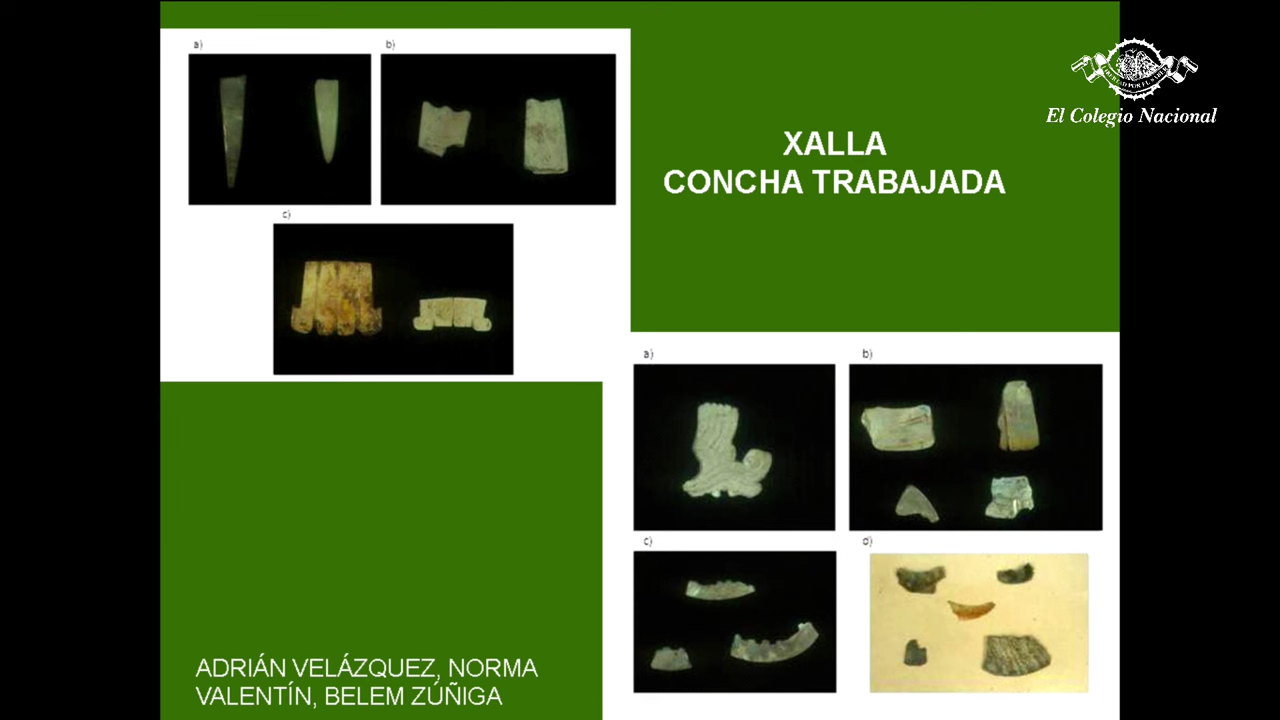 a)
b)
c)
XALLA
CONCHA TRABAJADA
El Colegio Nacional
a)
b)
c)
d)
ADRIÁN VELÁZQUEZ, NORMA
VALENTÍN, BELEM ZÚÑIGA